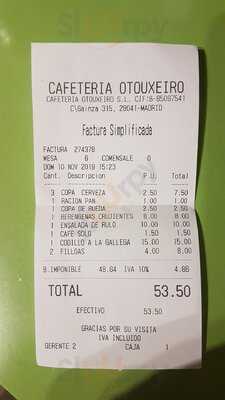 CAFETERIA OTOUXEIRO
CAFETERIA OTOUXEIRO S.L. CIF:B-85097541
C\Gainza 315, 28041-MADRID
Factura Simplificada
FACTURA 274378
MESA 6 COMENSALE 0
DOM 10 NOV 2019 15:23
Cant. Descripcion P.U. Total
3 COPA CERVEZA 2.50 7.50
1 RACION PAN 1.00 1.00
1 COPA DE RUEDA 2.50 2.50
1 BERENGENAS CRUJIENTES 8.00 8.00
1 ENSALADA DE RULO 10.00 10.00
1 CAFE SOLO 1.50 1.50
1 CODILLO A LA GALLEGA 15.00 15.00
2 FILLOAS 8.00
B.IMPONIBLE 48.64 IVA 10% 4.86
TOTAL 53.50
EFECTIVO 53.50
GRACIAS POR SU VISITA
IVA INCLUIDO
GERENTE 2 CAJA 1